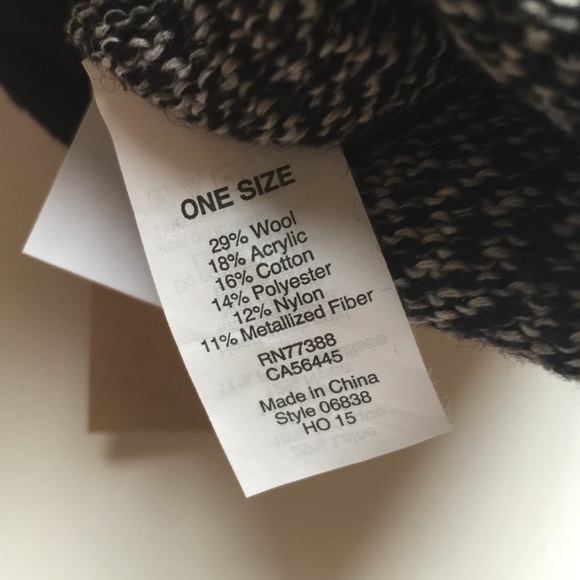 ONE SIZE
29% Wool
18% Acrylic
16% Cotton
14% Polyester
12% Nylon
11% Metallized Fiber
RN77388
CA56445
Made in China
Style 06838
HO 15